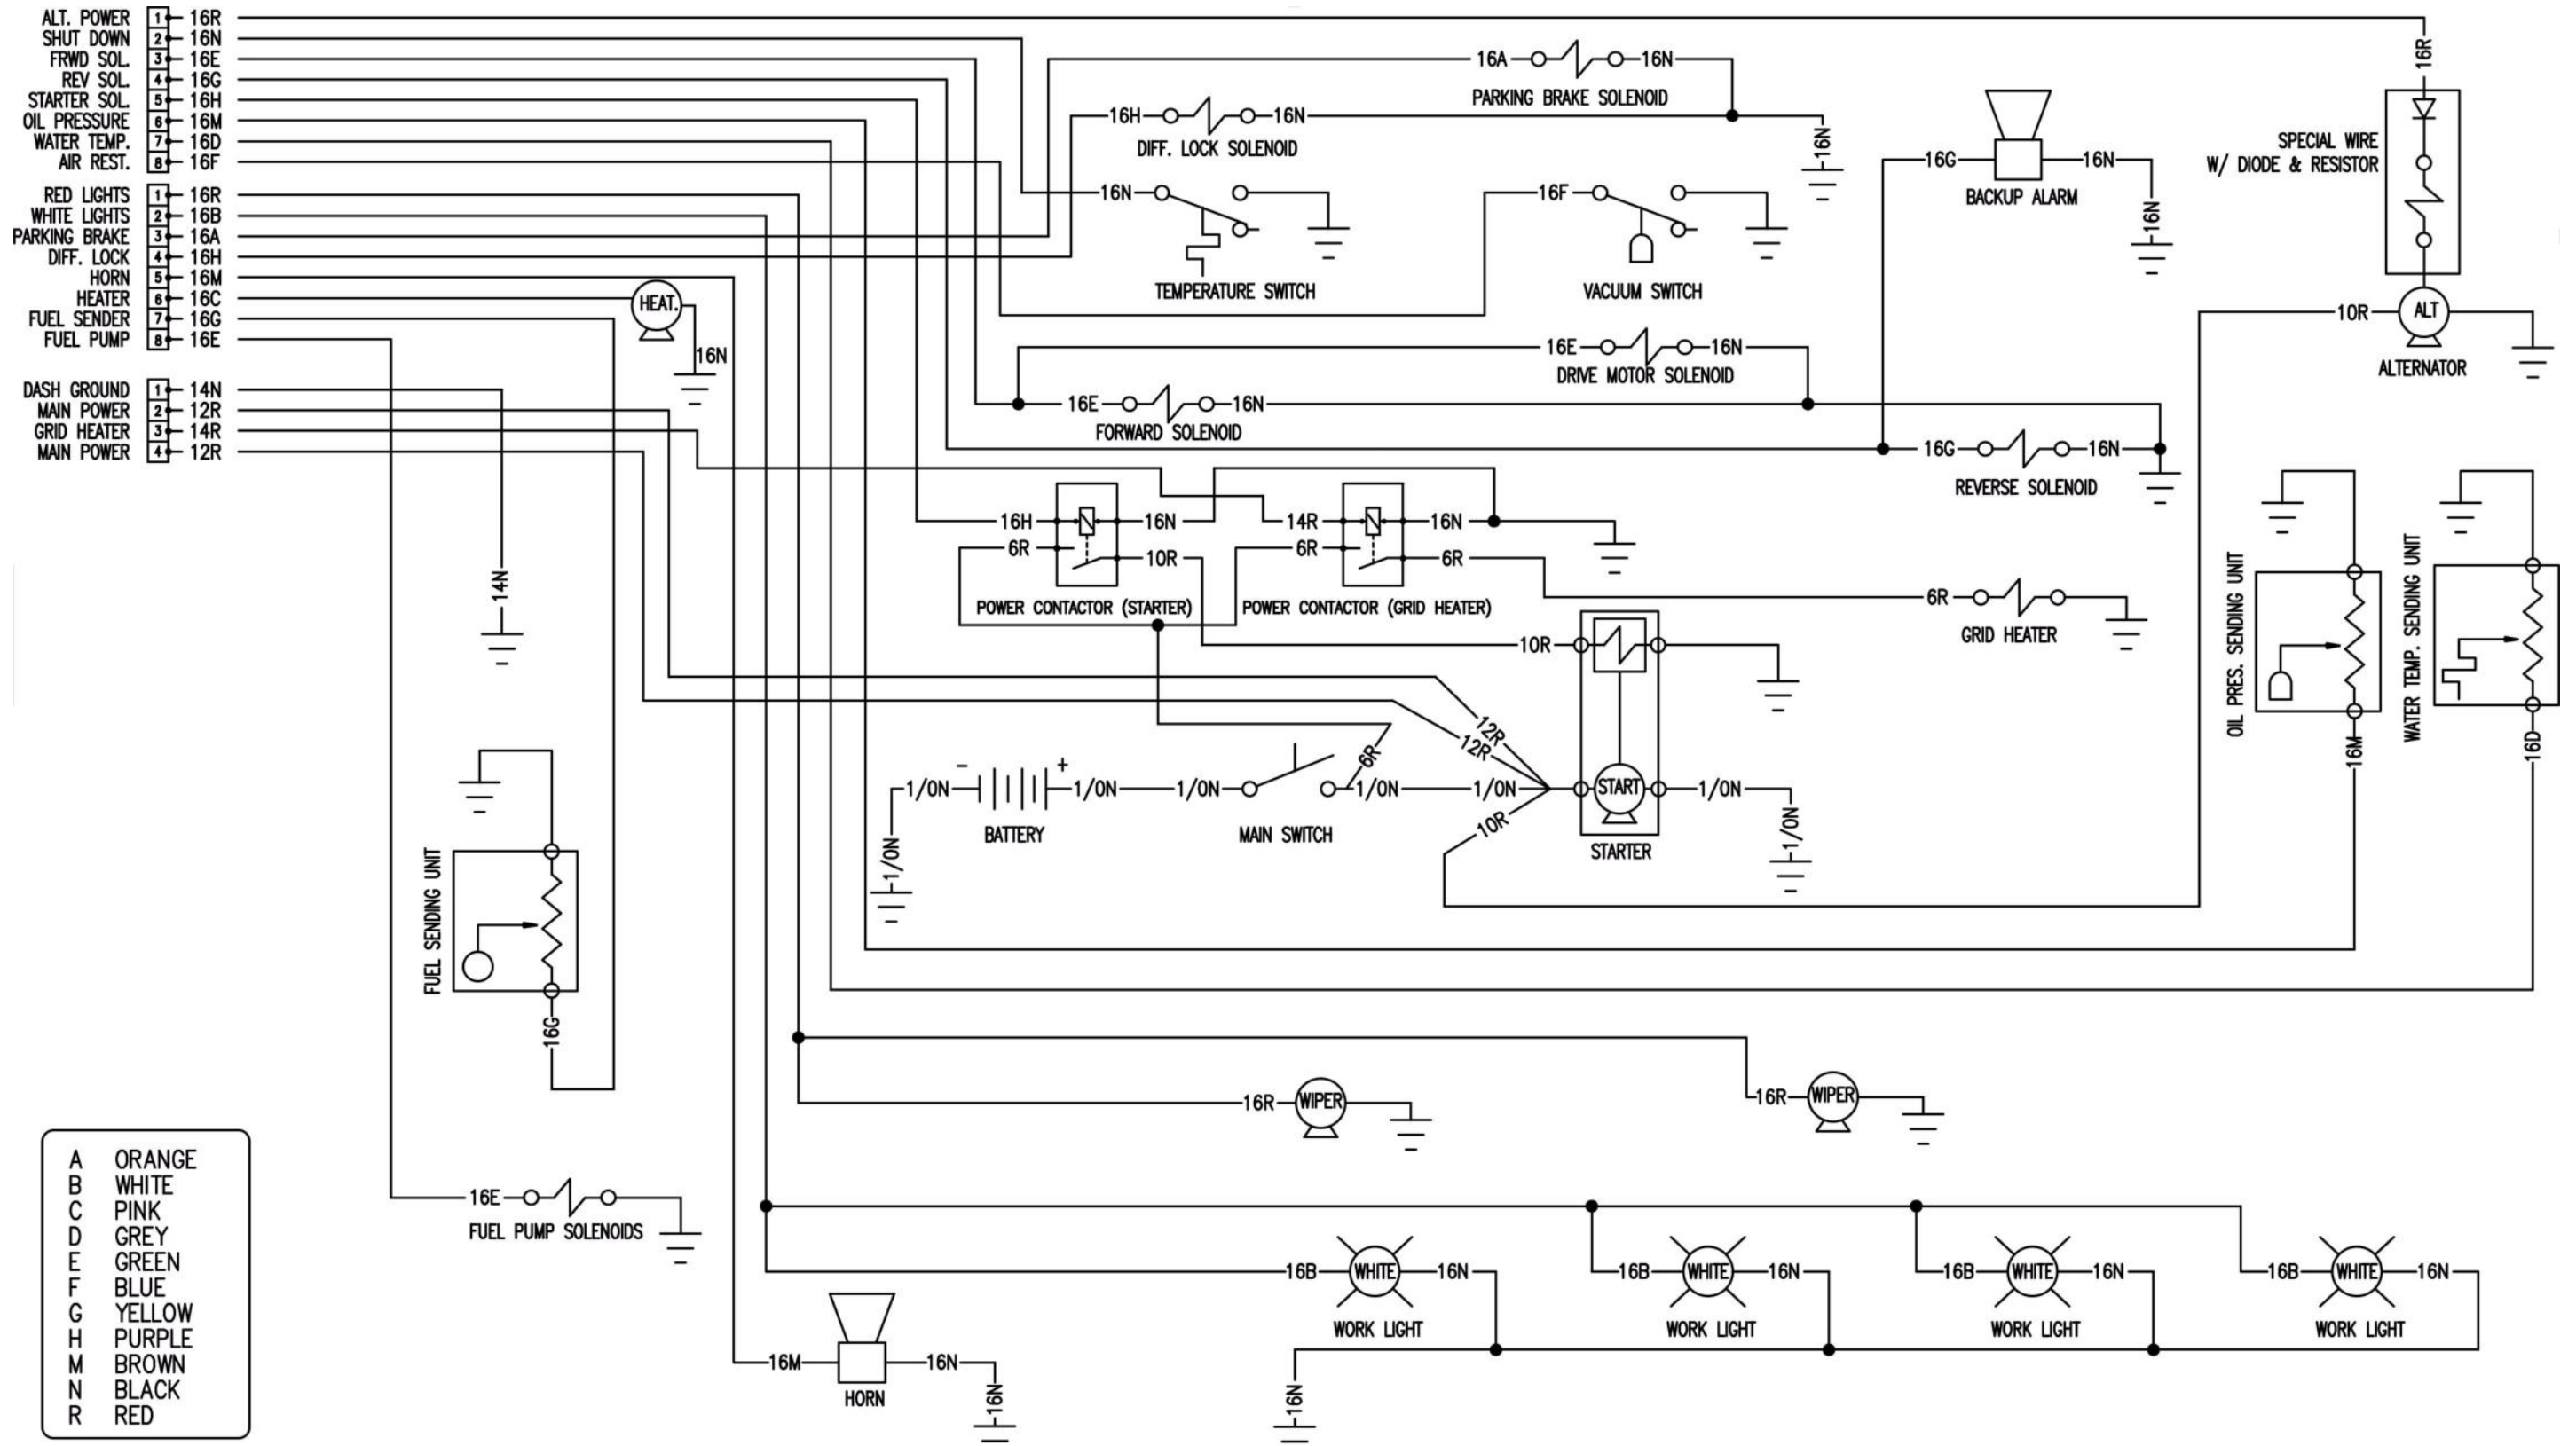 ALT. POWER 1 16R
SHUT DOWN 2 16N
FRWD SOL. 3 16E
REV SOL. 4 16G
STARTER SOL. 5 16H
OIL PRESSURE 6 16M
WATER TEMP. 7 16D
AIR REST. 8 16F
RED LIGHTS 1 16R
WHITE LIGHTS 2 16B
PARKING BRAKE 3 16A
DIFF. LOCK 4 16H
HORN 5 16M
HEATER 6 16C
FUEL SENDER 7 16G
FUEL PUMP 8 16E
DASH GROUND 1 14N
MAIN POWER 2 12R
GRID HEATER 3 14R
MAIN POWER 4 12R
HEAT.
16N
14N
16A 16N
PARKING BRAKE SOLENOID
16H 16N
DIFF. LOCK SOLENOID
16N
16N
TEMPERATURE SWITCH
16F
VACUUM SWITCH
16G 16N
BACKUP ALARM
16N
16R
SPECIAL WIRE
W/ DIODE & RESISTOR
10R ALT
ALTERNATOR
16E 16N
DRIVE MOTOR SOLENOID
16E 16N
FORWARD SOLENOID
16G 16N
REVERSE SOLENOID
16H 16N
6R 10R
POWER CONTACTOR (STARTER)
14R 16N
6R 6R
POWER CONTACTOR (GRID HEATER)
6R
GRID HEATER
10R
12R
12R
6R
10R
1/0N - + 1/0N 1/0N 1/0N 1/0N START 1/0N
BATTERY
MAIN SWITCH
STARTER
1/0N
1/0N
OIL PRES. SENDING UNIT
16M
WATER TEMP. SENDING UNIT
16D
FUEL SENDING UNIT
16G
16R WIPER
16R WIPER
16E
FUEL PUMP SOLENOIDS
16B WHITE 16N
WORK LIGHT
16B WHITE 16N
WORK LIGHT
16B WHITE 16N
WORK LIGHT
16B WHITE 16N
WORK LIGHT
16N
16M 16N
HORN
16N
A ORANGE
B WHITE
C PINK
D GREY
E GREEN
F BLUE
G YELLOW
H PURPLE
M BROWN
N BLACK
R RED